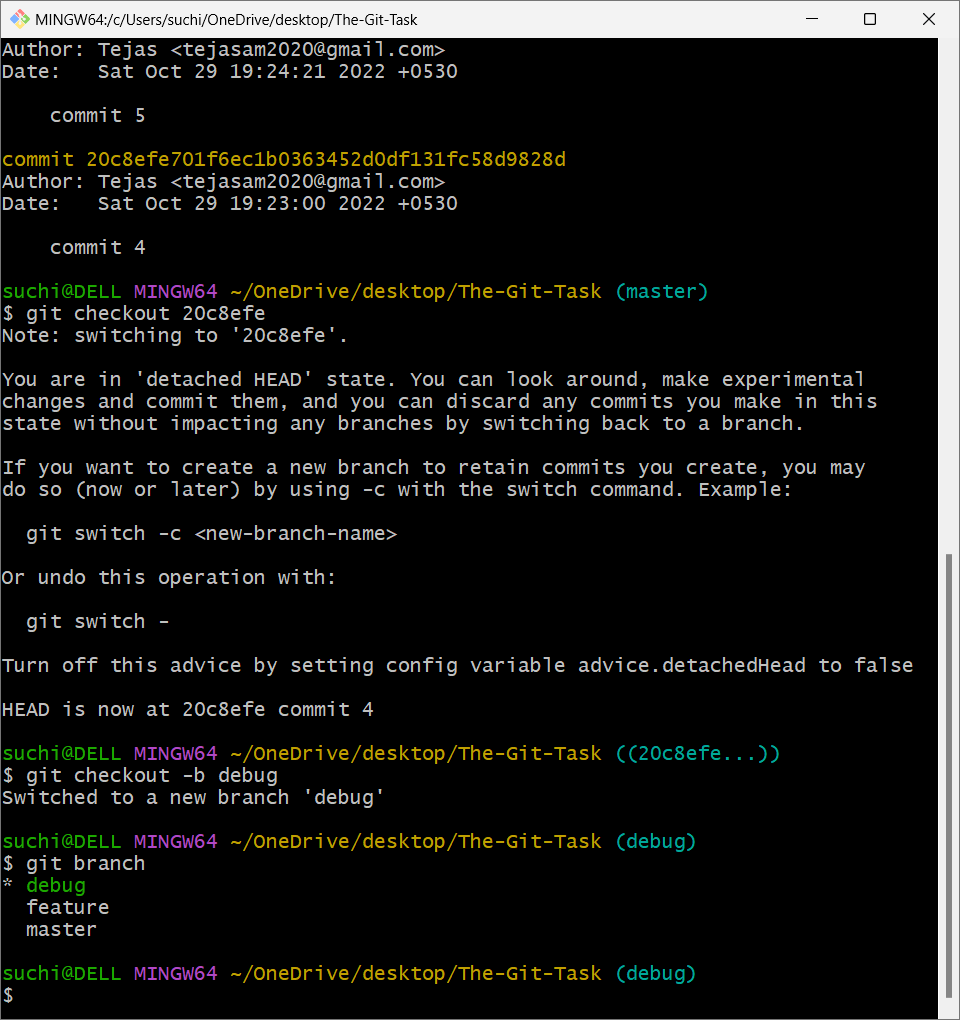 MINGW64:/c/Users/suchi/OneDrive/desktop/The-Git-Task
Author: Tejas <tejasam2020@gmail.com>
Date:   Sat Oct 29 19:24:21 2022 +0530
    commit 5
commit 20c8efe701f6ec1b0363452d0df131fc58d9828d
Author: Tejas <tejasam2020@gmail.com>
Date:   Sat Oct 29 19:23:00 2022 +0530
    commit 4
suchi@DELL MINGW64 ~/OneDrive/desktop/The-Git-Task (master)
$ git checkout 20c8efe
Note: switching to '20c8efe'.
You are in 'detached HEAD' state. You can look around, make experimental
changes and commit them, and you can discard any commits you make in this
state without impacting any branches by switching back to a branch.
If you want to create a new branch to retain commits you create, you may
do so (now or later) by using -c with the switch command. Example:
  git switch -c <new-branch-name>
Or undo this operation with:
  git switch -
Turn off this advice by setting config variable advice.detachedHead to false
HEAD is now at 20c8efe commit 4
suchi@DELL MINGW64 ~/OneDrive/desktop/The-Git-Task ((20c8efe...))
$ git checkout -b debug
Switched to a new branch 'debug'
suchi@DELL MINGW64 ~/OneDrive/desktop/The-Git-Task (debug)
$ git branch
* debug
  feature
  master
suchi@DELL MINGW64 ~/OneDrive/desktop/The-Git-Task (debug)
$